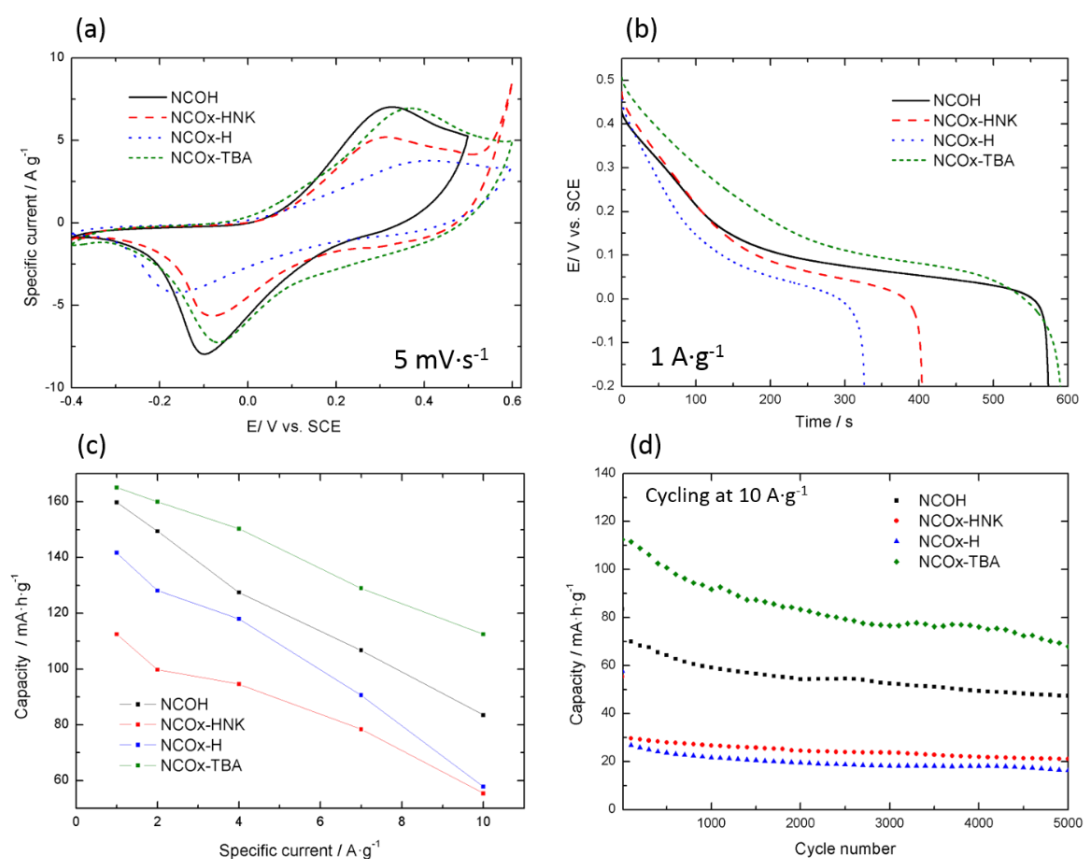 (a)
10
5
0
-5
-10
Specific current / A g⁻¹
NCOH
NCOx-HNK
NCOx-H
NCOx-TBA
5 mV·s⁻¹
-0.4 -0.2 0.0 0.2 0.4 0.6
E/ V vs. SCE
(b)
0.5
0.4
0.3
0.2
0.1
0.0
-0.2
E/ V vs. SCE
NCOH
NCOx-HNK
NCOx-H
NCOx-TBA
1 A·g⁻¹
0 100 200 300 400 500 600
Time / s
(c)
160
140
120
100
80
60
Capacity / mA·h·g⁻¹
NCOH
NCOx-HNK
NCOx-H
NCOx-TBA
0 2 4 6 8 10
Specific current / A·g⁻¹
(d)
140
120
100
80
60
40
20
0
Capacity / mA·h·g⁻¹
Cycling at 10 A·g⁻¹
NCOH
NCOx-HNK
NCOx-H
NCOx-TBA
1000 2000 3000 4000 5000
Cycle number